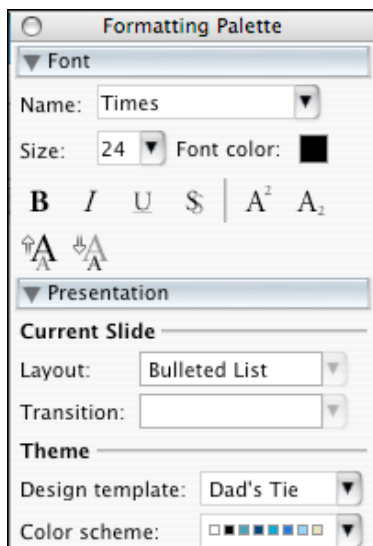 Formatting Palette
Font
Name: Times
Size: 24 Font color:
B I U S A² A₂
A A A A
Presentation
Current Slide
Layout: Bulleted List
Transition:
Theme
Design template: Dad's Tie
Color scheme: